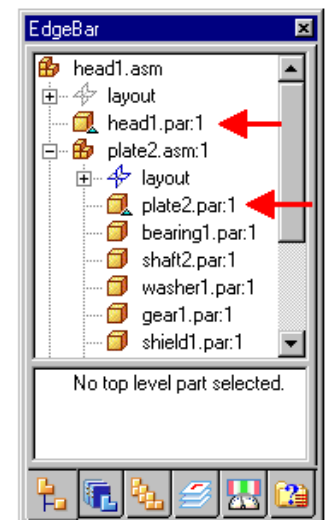 EdgeBar
head1.asm
layout
head1.par:1
plate2.asm:1
layout
plate2.par:1
bearing1.par:1
shaft2.par:1
washer1.par:1
gear1.par:1
shield1.par:1
No top level part selected.